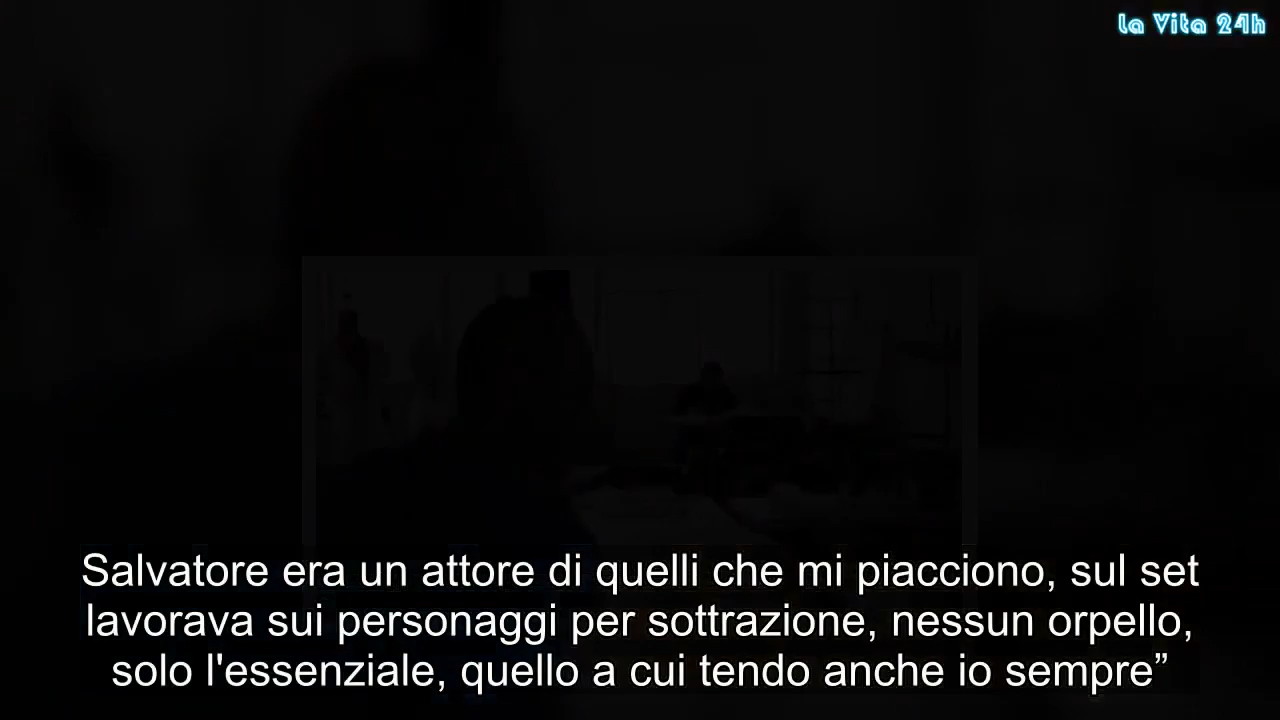 La Vita 24h
Salvatore era un attore di quelli che mi piacciono, sul set
lavorava sui personaggi per sottrazione, nessun orpello,
solo l'essenziale, quello a cui tendo anche io sempre”